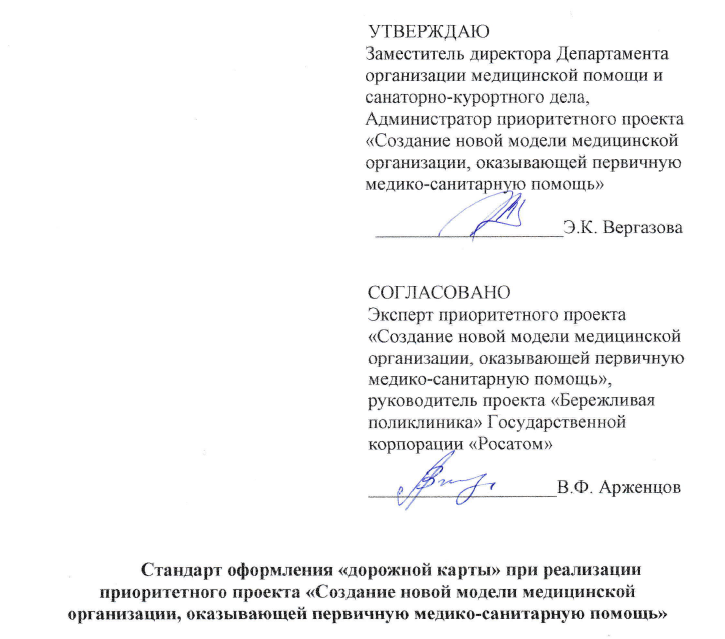 УТВЕРЖДАЮ
Заместитель директора Департамента
организации медицинской помощи и
санаторно-курортного дела,
Администратор приоритетного проекта
«Создание новой модели медицинской
организации, оказывающей первичную
медико-санитарную помощь»
Э.К. Вергазова
СОГЛАСОВАНО
Эксперт приоритетного проекта
«Создание новой модели медицинской
организации, оказывающей первичную
медико-санитарную помощь»,
руководитель проекта «Бережливая
поликлиника» Государственной
корпорации «Росатом»
В.Ф. Арженцов
Стандарт оформления «дорожной карты» при реализации
приоритетного проекта «Создание новой модели медицинской
организации, оказывающей первичную медико-санитарную помощь»